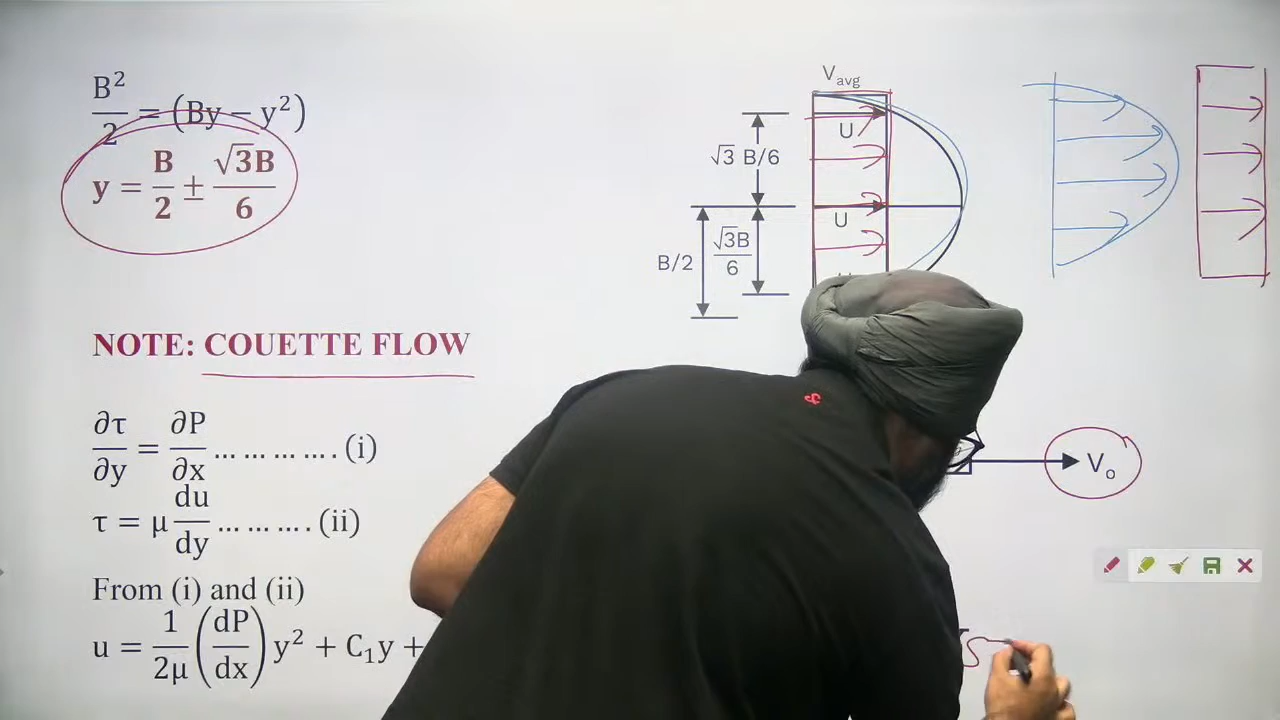 B²/2 = (By − y²)
y = B/2 ± √3B/6
NOTE: COUETTE FLOW
∂τ/∂y = ∂P/∂x … … … … . (i)
τ = μ du/dy … … … . (ii)
From (i) and (ii)
u = 1/2μ (dP/dx) y² + C₁y +
V_avg
U
√3 B/6
U
B/2
√3B/6
V_o